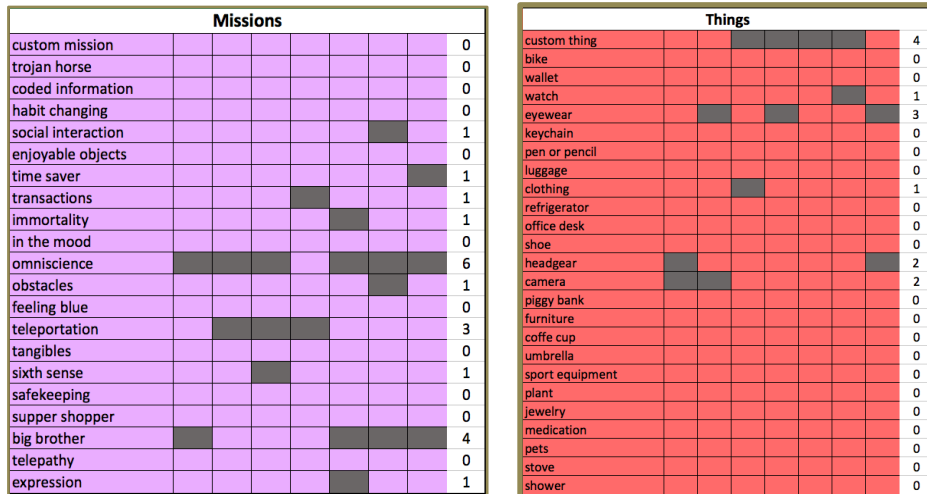 Missions
custom mission 0
trojan horse 0
coded information 0
habit changing 0
social interaction 1
enjoyable objects 0
time saver 1
transactions 1
immortality 1
in the mood 0
omniscience 6
obstacles 1
feeling blue 0
teleportation 3
tangibles 0
sixth sense 1
safekeeping 0
supper shopper 0
big brother 4
telepathy 0
expression 1
Things
custom thing 4
bike 0
wallet 0
watch 1
eyewear 3
keychain 0
pen or pencil 0
luggage 0
clothing 1
refrigerator 0
office desk 0
shoe 0
headgear 2
camera 2
piggy bank 0
furniture 0
coffe cup 0
umbrella 0
sport equipment 0
plant 0
jewelry 0
medication 0
pets 0
stove 0
shower 0